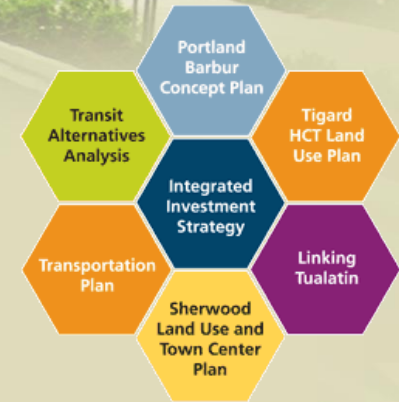 Portland
Barbur
Concept Plan
Transit
Alternatives
Analysis
Tigard
HCT Land
Use Plan
Integrated
Investment
Strategy
Transportation
Plan
Linking
Tualatin
Sherwood
Land Use and
Town Center
Plan